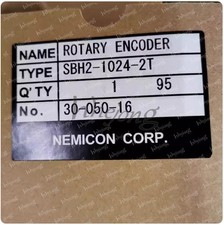 NAME ROTARY ENCODER
TYPE SBH2-1024-2T
Q'TY 1 95
No. 30-050-16
NEMICON CORP.